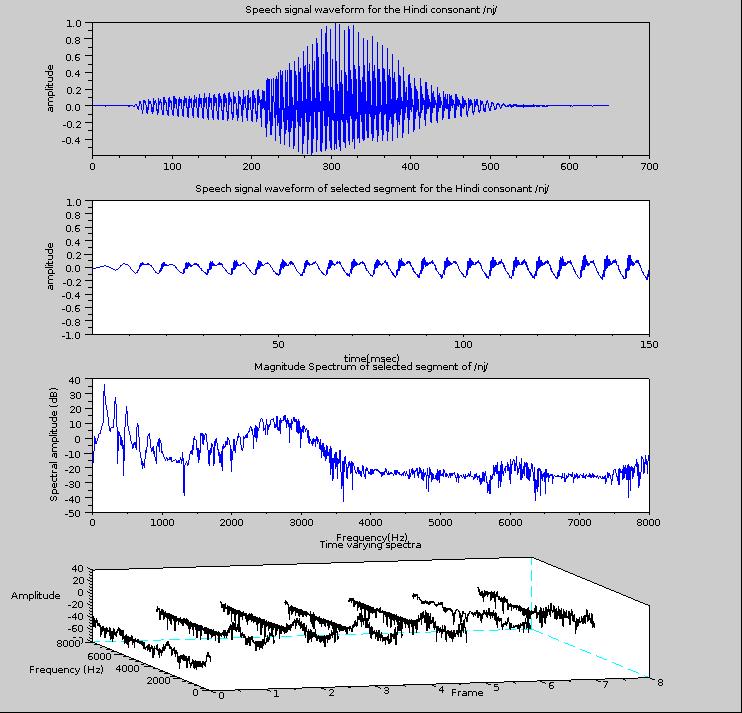 Speech signal waveform for the Hindi consonant /nj/
1.0
0.8
0.6
0.4
0.2
0.0
-0.2
-0.4
amplitude
0 100 200 300 400 500 600 700
Speech signal waveform of selected segment for the Hindi consonant /nj/
1.0
0.8
0.6
0.4
0.2
0.0
-0.2
-0.4
-0.6
-0.8
-1.0
amplitude
50 100 150
time(msec)
Magnitude Spectrum of selected segment of /nj/
40
30
20
10
0
-10
-20
-30
-40
-50
Spectral amplitude (dB)
0 1000 2000 3000 4000 5000 6000 7000 8000
Frequency(Hz)
Time varying spectra
40
20
0
-20
-40
-60
-80
Amplitude
8000
6000
4000
2000
0
Frequency (Hz)
0 1 2 3 4 5 6 7 8
Frame